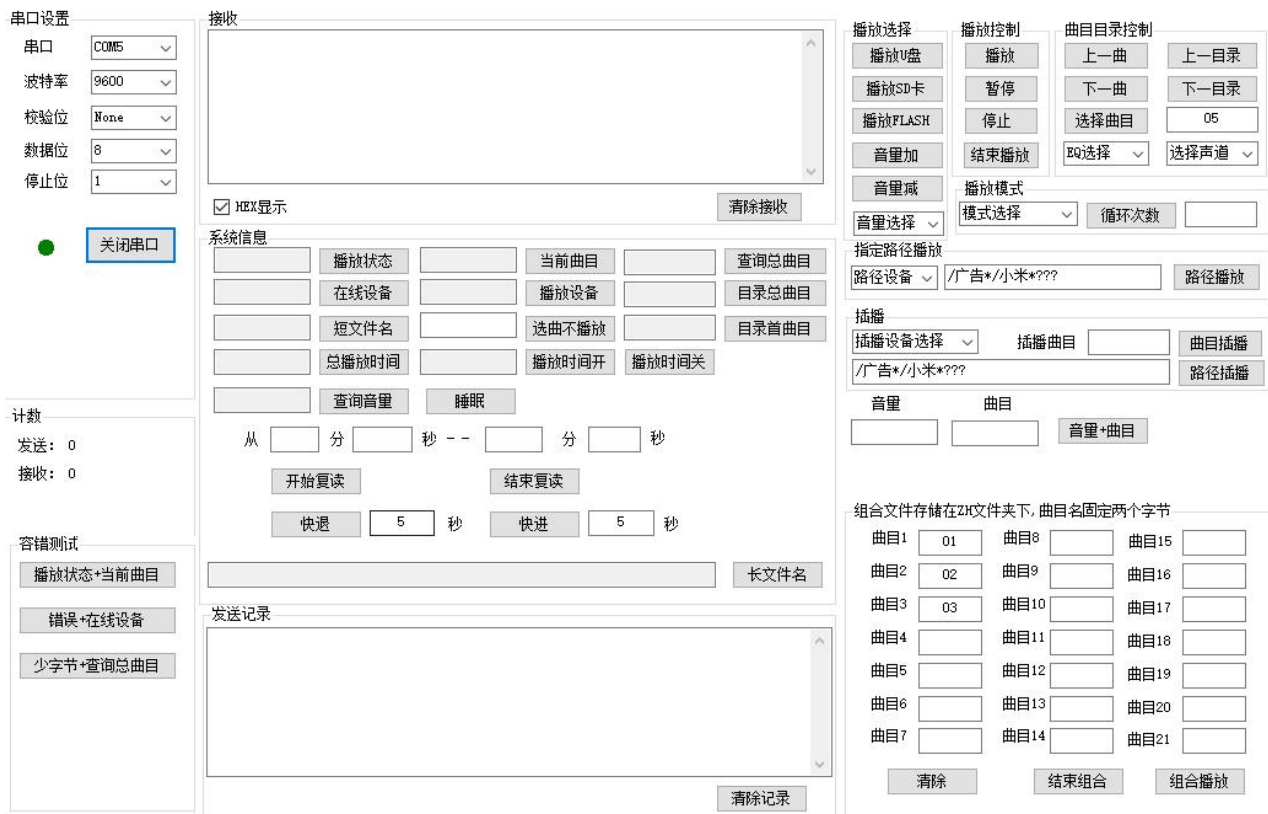 串口设置
串口 COM5
波特率 9600
校验位 None
数据位 8
停止位 1
关闭串口
计数
发送: 0
接收: 0
容错测试
播放状态+当前曲目
错误+在线设备
少字节+查询总曲目
接收
HEX显示 清除接收
系统信息
播放状态 当前曲目 查询总曲目
在线设备 播放设备 目录总曲目
短文件名 选曲不播放 目录首曲目
总播放时间 播放时间开 播放时间关
查询音量 睡眠
从 分 秒 -- 分 秒
开始复读 结束复读
快退 5 秒 快进 5 秒
长文件名
发送记录
清除记录
播放选择
播放U盘
播放SD卡
播放FLASH
音量加
音量减
音量选择
播放控制
播放
暂停
停止
结束播放
曲目目录控制
上一曲 上一目录
下一曲 下一目录
选择曲目 05
EQ选择 选择声道
播放模式
模式选择 循环次数
指定路径播放
路径设备 /广告*/小米*??? 路径播放
插播
插播设备选择 插播曲目 曲目插播
/广告*/小米*??? 路径插播
音量 曲目
音量+曲目
组合文件存储在ZH文件夹下,曲目名固定两个字节
曲目1 01 曲目8 曲目15
曲目2 02 曲目9 曲目16
曲目3 03 曲目10 曲目17
曲目4 曲目11 曲目18
曲目5 曲目12 曲目19
曲目6 曲目13 曲目20
曲目7 曲目14 曲目21
清除 结束组合 组合播放